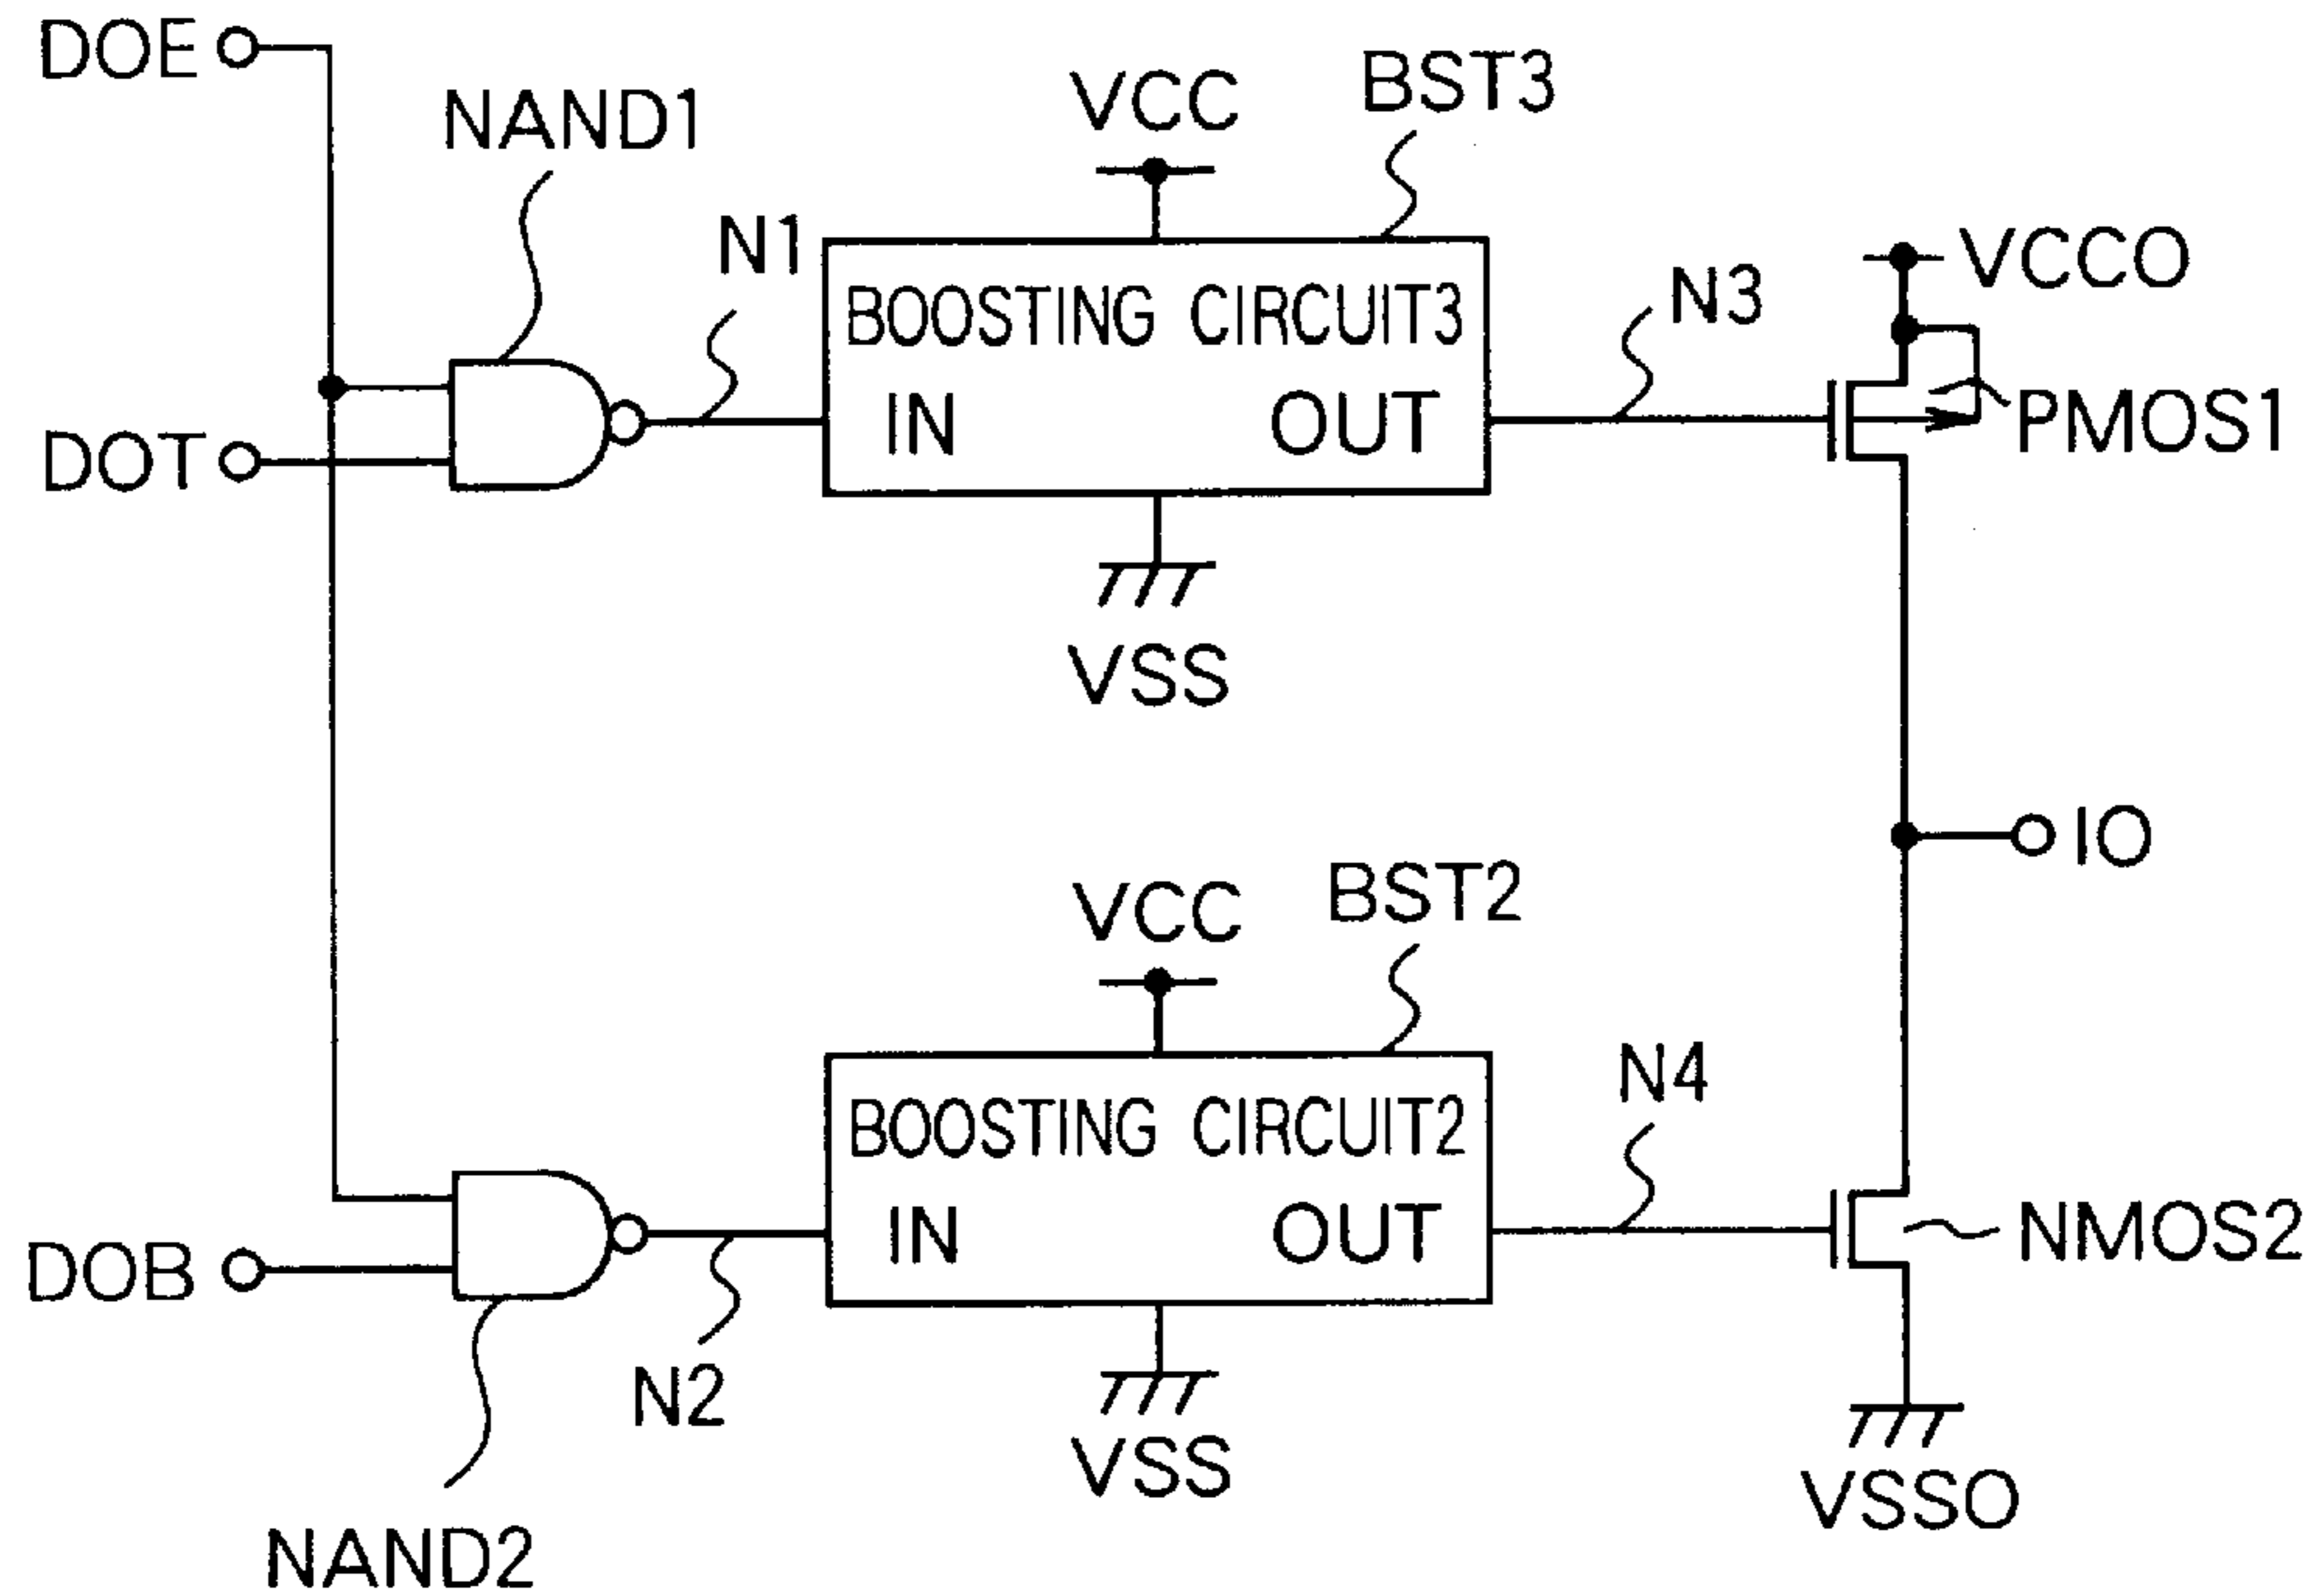 DOE
NAND1
VCC
BST3
N1
BOOSTING CIRCUIT3
IN
OUT
N3
VCCO
PMOS1
DOT
VSS
IO
VCC
BST2
BOOSTING CIRCUIT2
IN
OUT
N4
NMOS2
DOB
N2
VSS
VSSO
NAND2